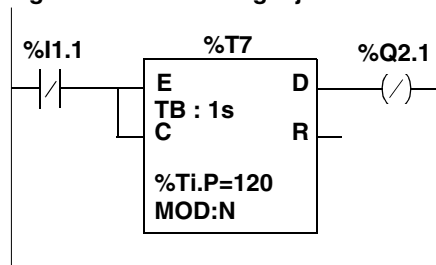 %I1.1
%T7
%Q2.1
E
D
TB : 1s
C
R
%Ti.P=120
MOD:N